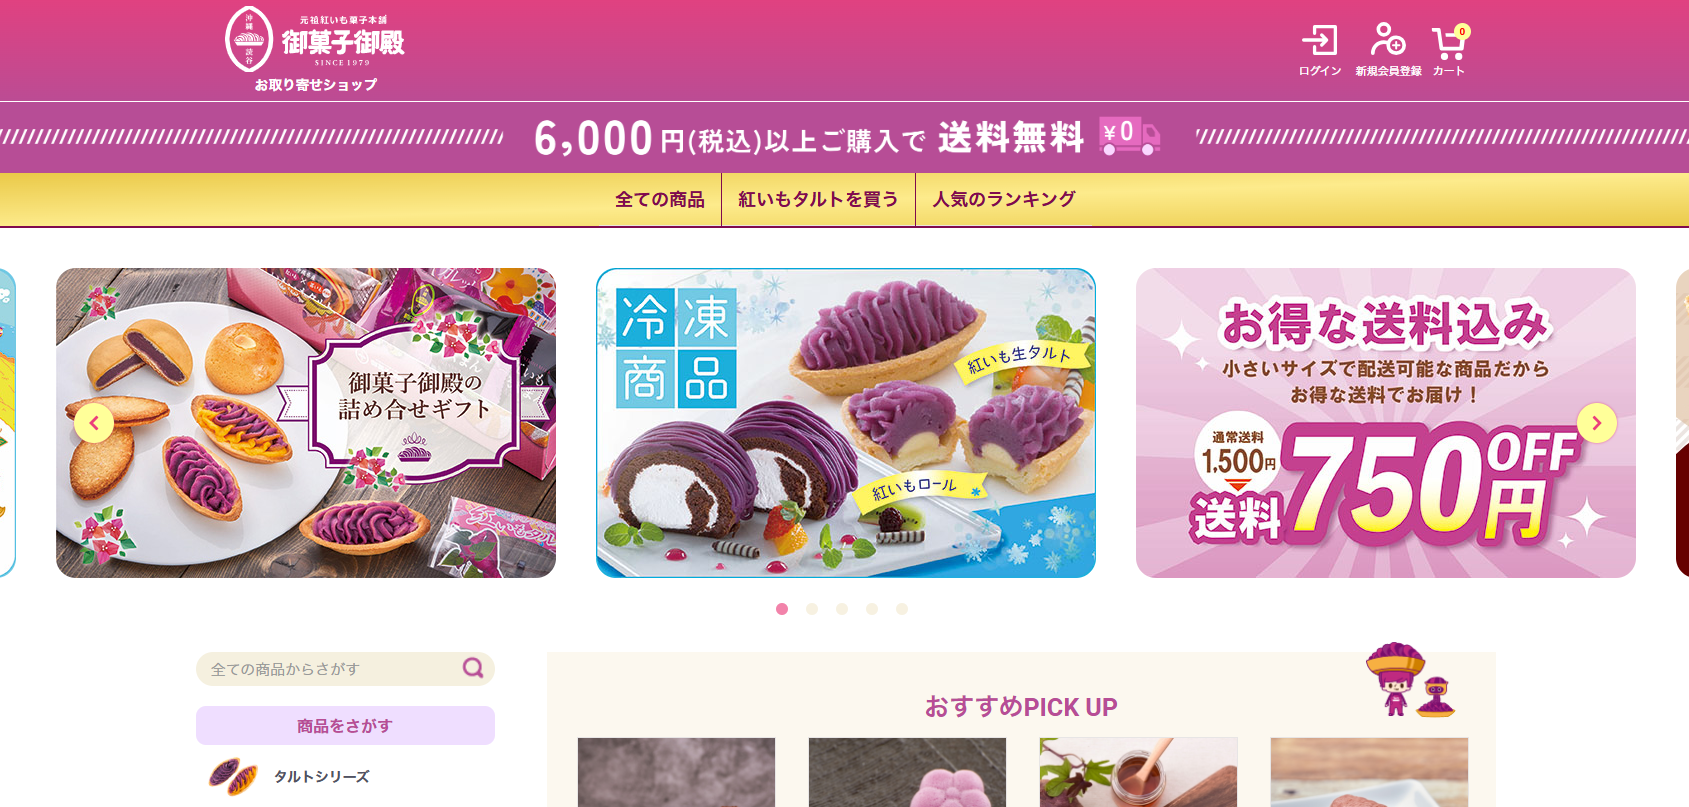 元祖紅いも菓子本舗
沖縄
読谷
御菓子御殿
SINCE 1979
お取り寄せショップ
ログイン
新規会員登録
0
カート
6,000円(税込)以上ご購入で 送料無料 ¥0
全ての商品
紅いもタルトを買う
人気のランキング
御菓子御殿の
詰め合せギフト
冷凍
商品
紅いも生タルト
紅いもロール
お得な送料込み
小さいサイズで配送可能な商品だから
お得な送料でお届け！
通常送料
1,500円
送料750円OFF
全ての商品からさがす
商品をさがす
タルトシリーズ
おすすめPICK UP